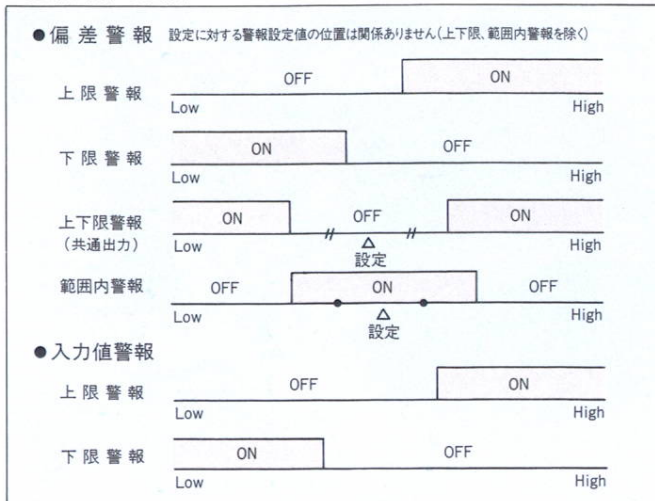 ●偏差警報 設定に対する警報設定値の位置は関係ありません(上下限、範囲内警報を除く)
OFF ON
上限警報
Low High
ON OFF
下限警報
Low High
ON OFF ON
上下限警報
(共通出力)
Low High
△
設定
範囲内警報 OFF ON OFF
Low High
△
設定
●入力値警報
OFF ON
上限警報
Low High
ON OFF
下限警報
Low High